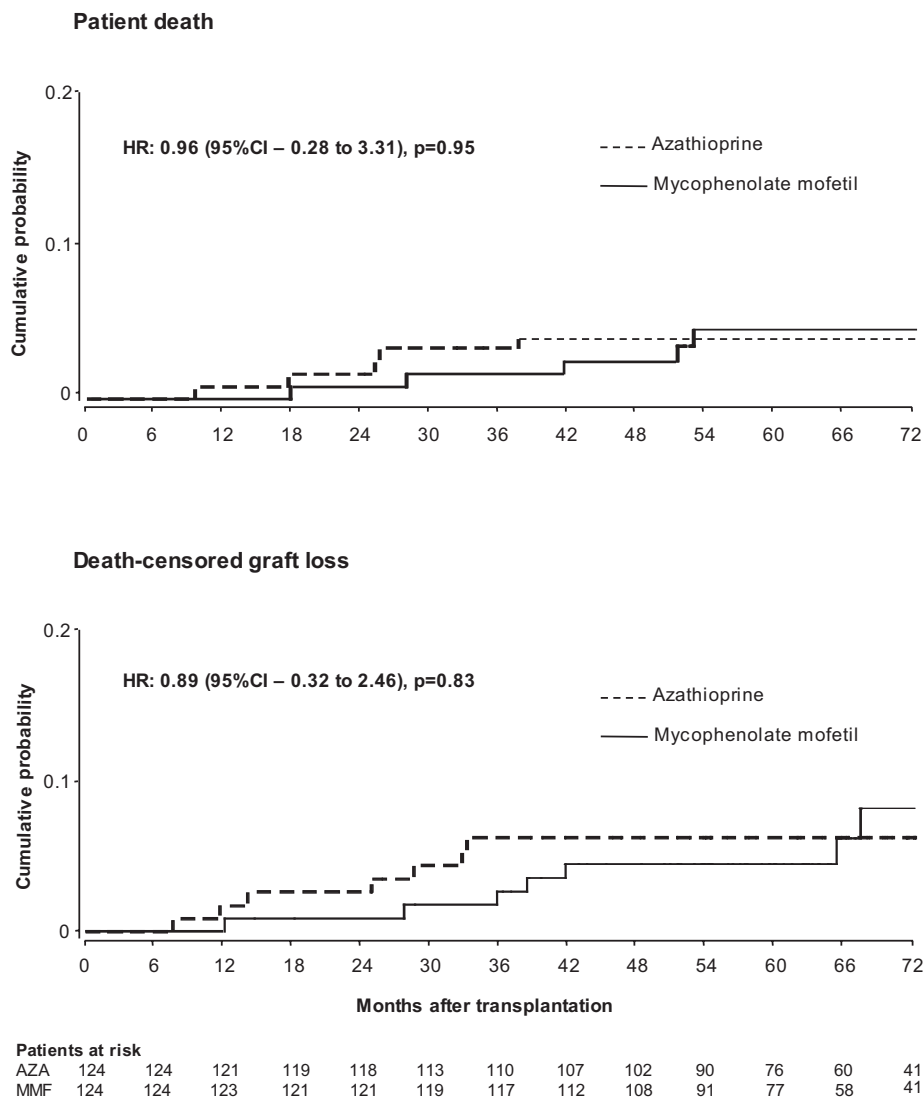 Patient death
0.2
HR: 0.96 (95%CI – 0.28 to 3.31), p=0.95
Azathioprine
Mycophenolate mofetil
Cumulative probability
0.1
0
0 6 12 18 24 30 36 42 48 54 60 66 72
Death-censored graft loss
0.2
HR: 0.89 (95%CI – 0.32 to 2.46), p=0.83
Azathioprine
Mycophenolate mofetil
Cumulative probability
0.1
0
0 6 12 18 24 30 36 42 48 54 60 66 72
Months after transplantation
Patients at risk
AZA 124 124 121 119 118 113 110 107 102 90 76 60 41
MMF 124 124 123 121 121 119 117 112 108 91 77 58 41